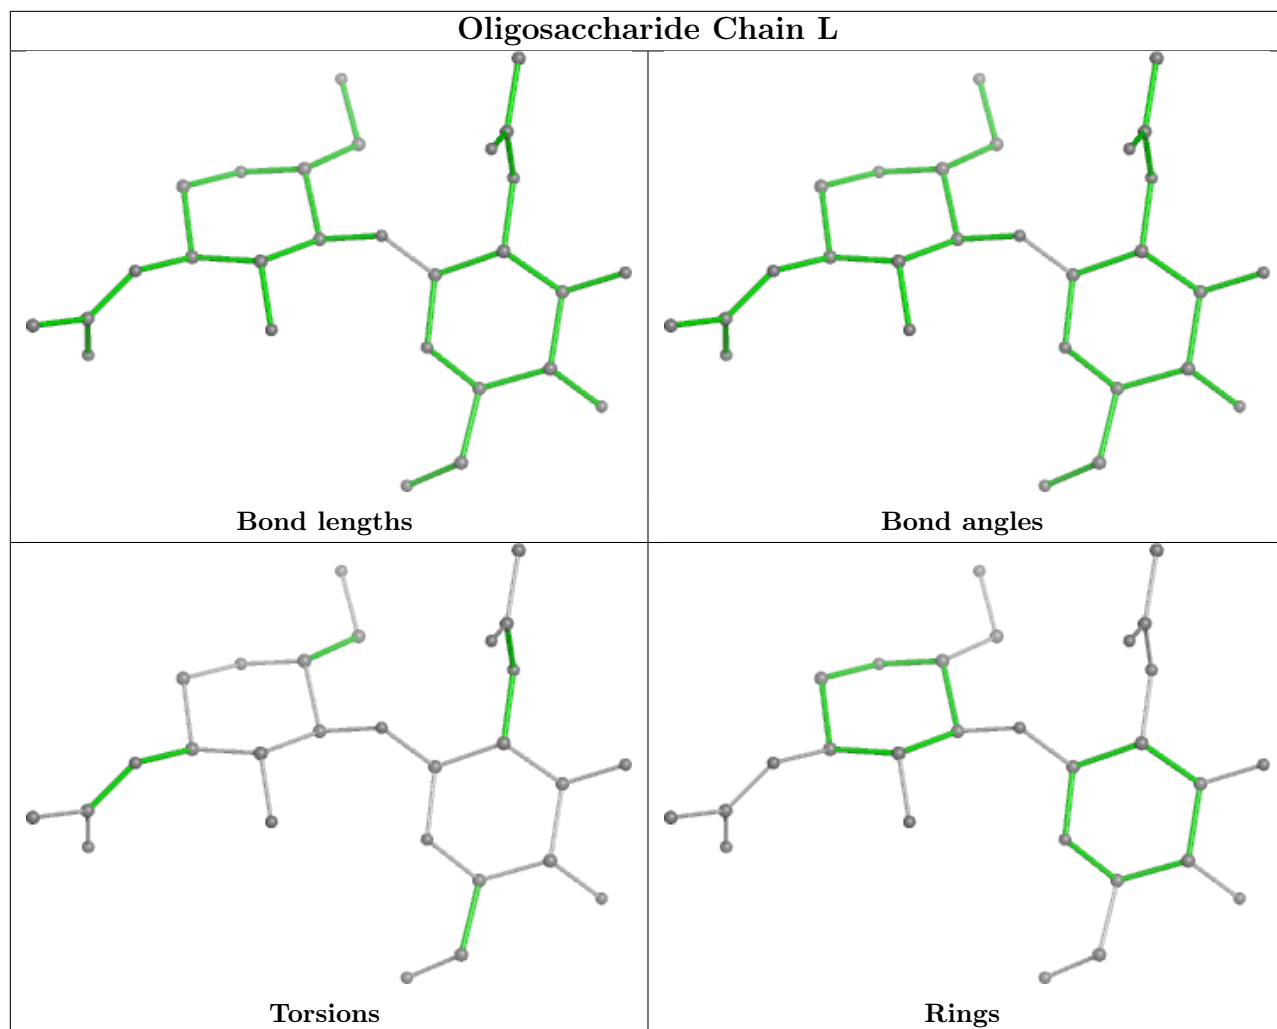 Oligosaccharide Chain L
Bond lengths
Bond angles
Torsions
Rings